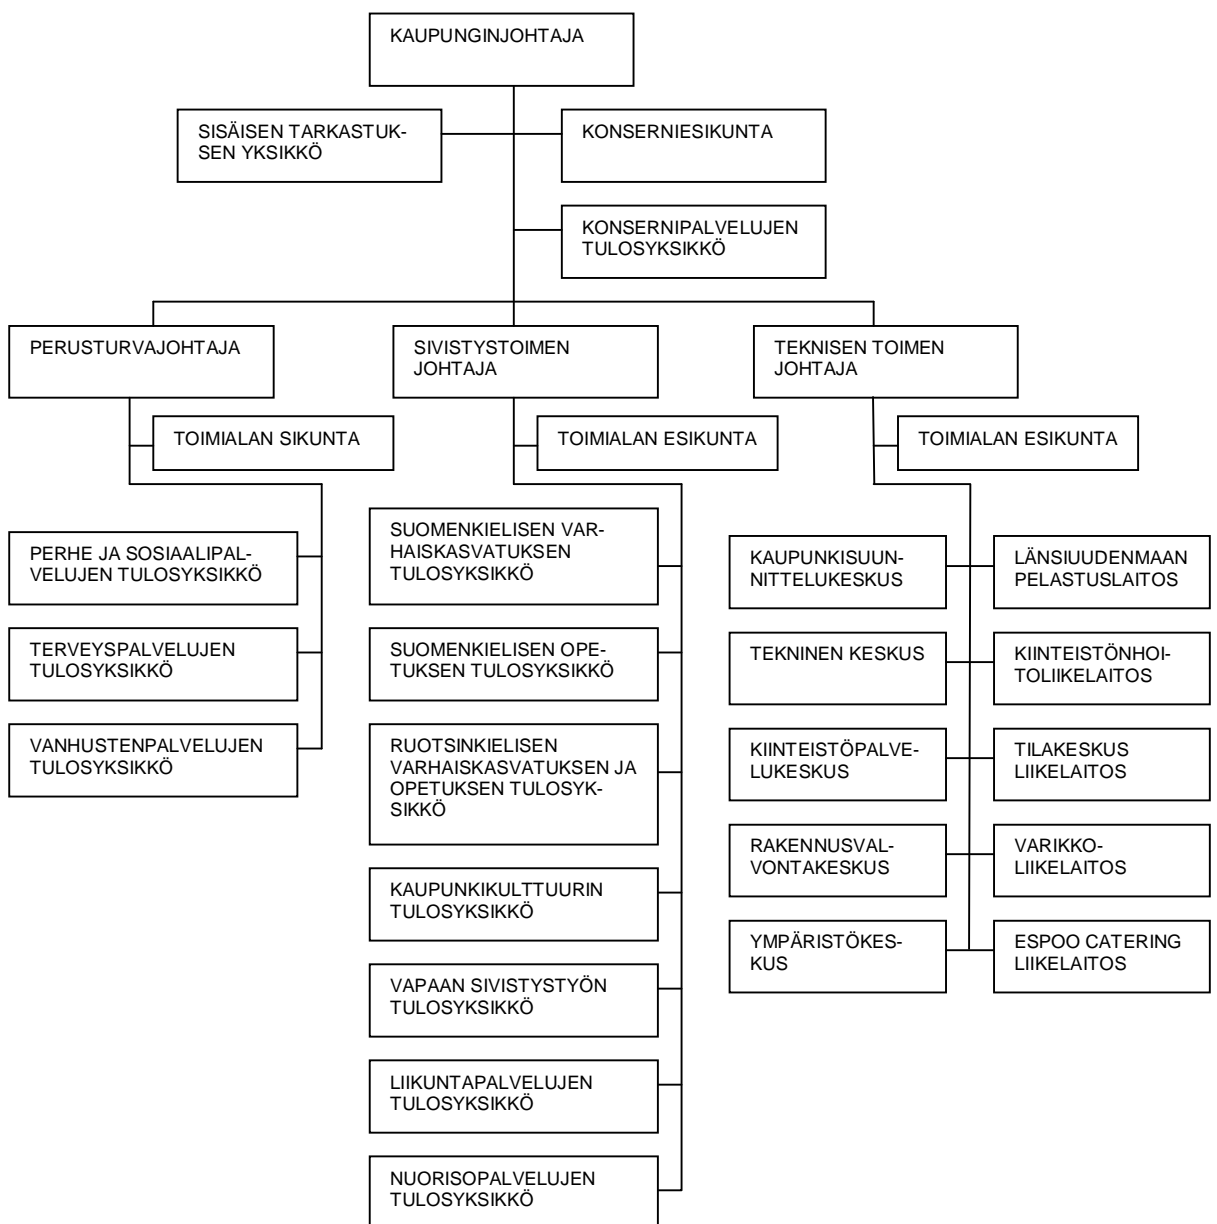 KAUPUNGINJOHTAJA
SISÄISEN TARKASTUK-
SEN YKSIKKÖ
KONSERNIESIKUNTA
KONSERNIPALVELUJEN
TULOSYKSIKKÖ
PERUSTURVAJOHTAJA
SIVISTYSTOIMEN
JOHTAJA
TEKNISEN TOIMEN
JOHTAJA
TOIMIALAN SIKUNTA
TOIMIALAN ESIKUNTA
TOIMIALAN ESIKUNTA
PERHE JA SOSIAALIPAL-
VELUJEN TULOSYKSIKKÖ
TERVEYSPALVELUJEN
TULOSYKSIKKÖ
VANHUSTENPALVELUJEN
TULOSYKSIKKÖ
SUOMENKIELISEN VAR-
HAISKASVATUKSEN
TULOSYKSIKKÖ
SUOMENKIELISEN OPE-
TUKSEN TULOSYKSIKKÖ
RUOTSINKIELISEN
VARHAISKASVATUKSEN JA
OPETUKSEN TULOSYK-
SIKKÖ
KAUPUNKIKULTTUURIN
TULOSYKSIKKÖ
VAPAAN SIVISTYSTYÖN
TULOSYKSIKKÖ
LIIKUNTAPALVELUJEN
TULOSYKSIKKÖ
NUORISOPALVELUJEN
TULOSYKSIKKÖ
KAUPUNKISUUN-
NITTELUKESKUS
TEKNINEN KESKUS
KIINTEISTÖPALVE-
LUKESKUS
RAKENNUSVAL-
VONTAKESKUS
YMPÄRISTÖKES-
KUS
LÄNSIUUDENMAAN
PELASTUSLAITOS
KIINTEISTÖNHOI-
TOLIIKELAITOS
TILAKESKUS
LIIKELAITOS
VARIKKO-
LIIKELAITOS
ESPOO CATERING
LIIKELAITOS